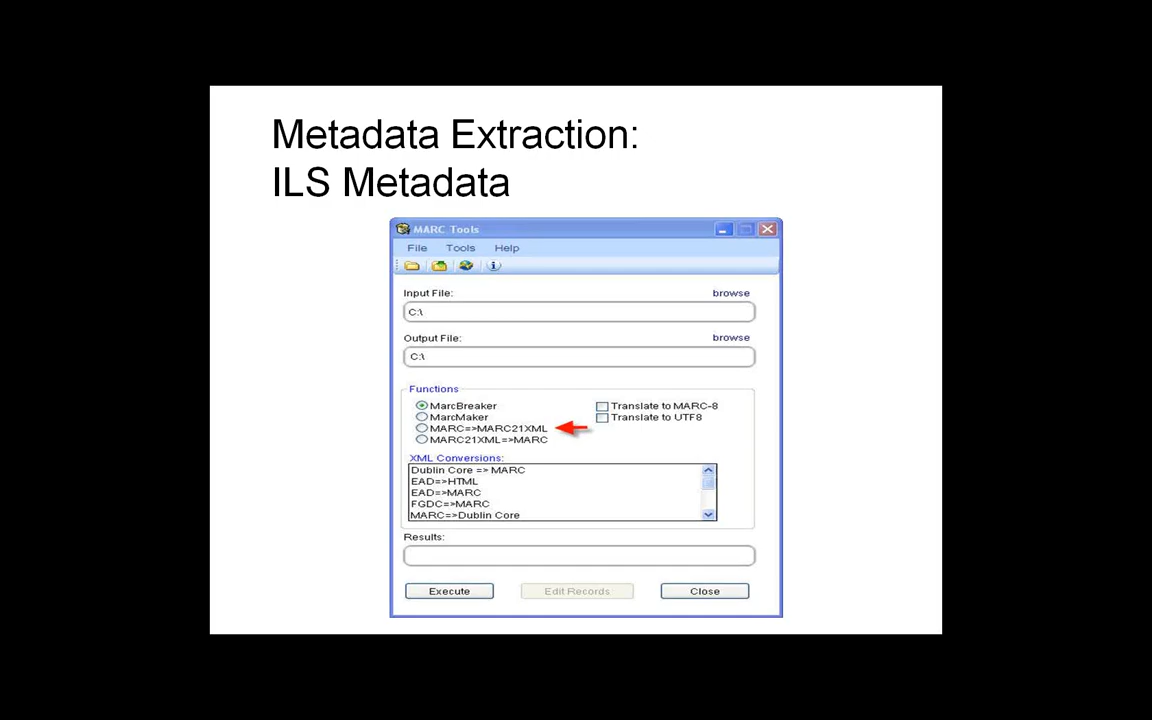 Metadata Extraction:
ILS Metadata
MARC Tools
File Tools Help
Input File: browse
C:\
Output File: browse
C:\
Functions
MarcBreaker Translate to MARC-8
MarcMaker Translate to UTF8
MARC=>MARC21XML
MARC21XML=>MARC
XML Conversions:
Dublin Core => MARC
EAD=>HTML
EAD=>MARC
FGDC=>MARC
MARC=>Dublin Core
Results:
Execute Edit Records Close